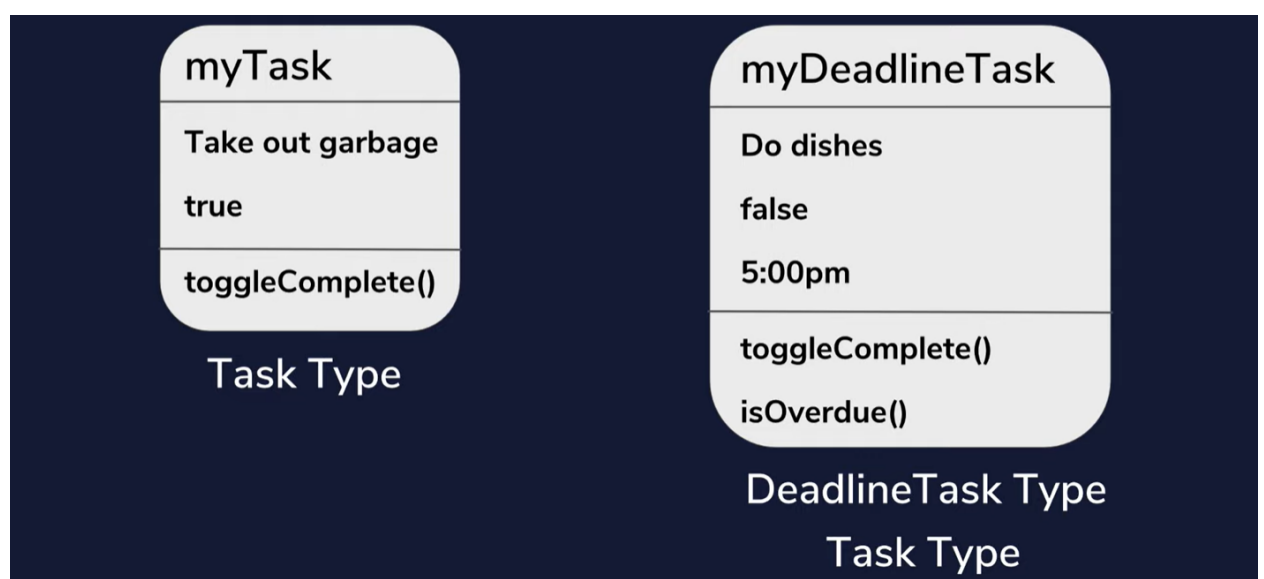 myTask
Take out garbage
true
toggleComplete()
Task Type
myDeadlineTask
Do dishes
false
5:00pm
toggleComplete()
isOverdue()
DeadlineTask Type
Task Type